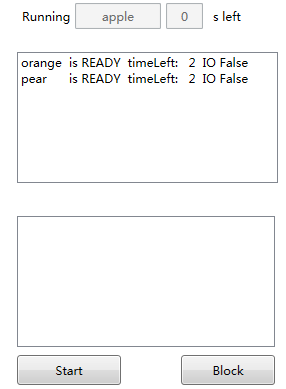 Running apple 0 s left
orange is READY timeLeft: 2 IO False
pear is READY timeLeft: 2 IO False
Start Block